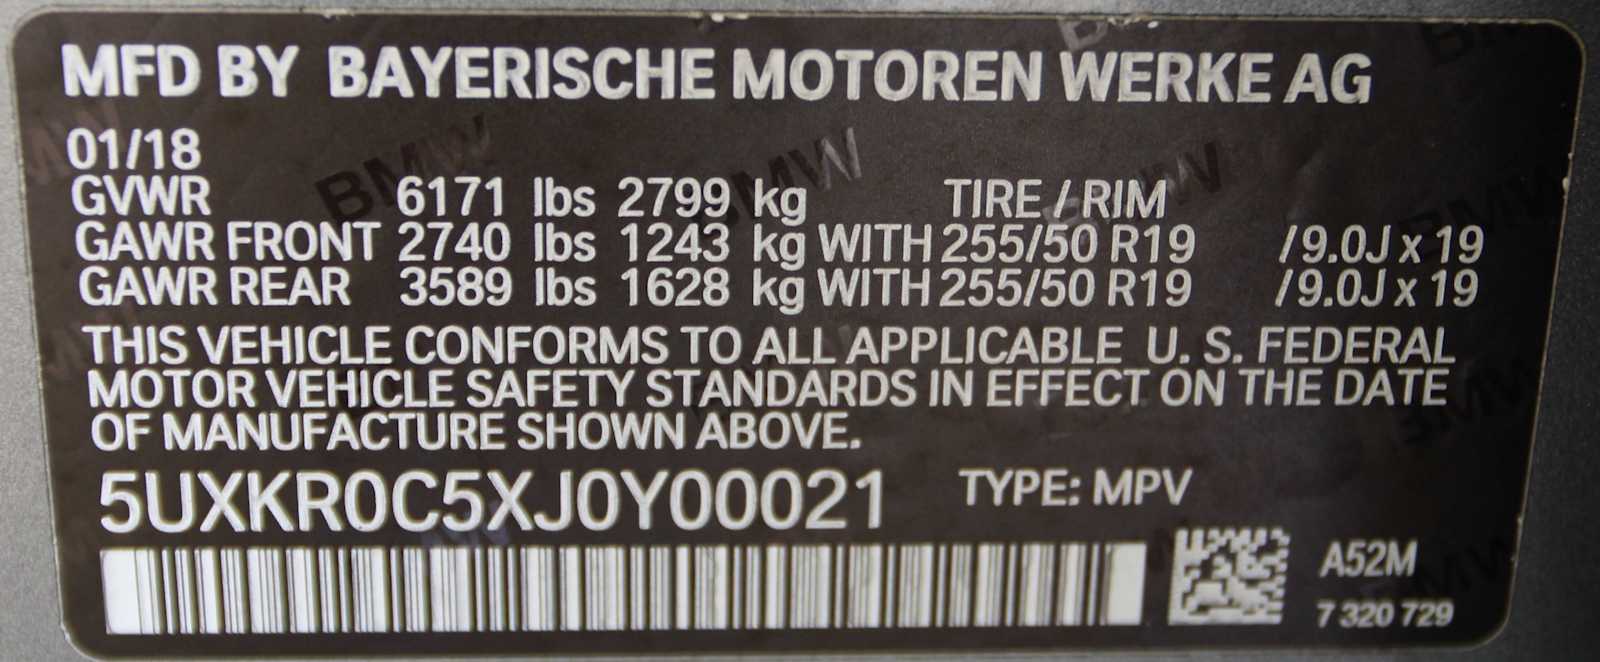 MFD BY BAYERISCHE MOTOREN WERKE AG
01/18
GVWR 6171 lbs 2799 kg TIRE / RIM
GAWR FRONT 2740 lbs 1243 kg WITH 255/50 R19 /9.0J x 19
GAWR REAR 3589 lbs 1628 kg WITH 255/50 R19 /9.0J x 19
THIS VEHICLE CONFORMS TO ALL APPLICABLE U. S. FEDERAL
MOTOR VEHICLE SAFETY STANDARDS IN EFFECT ON THE DATE
OF MANUFACTURE SHOWN ABOVE.
5UXKR0C5XJ0Y00021 TYPE: MPV
A52M
7 320 729